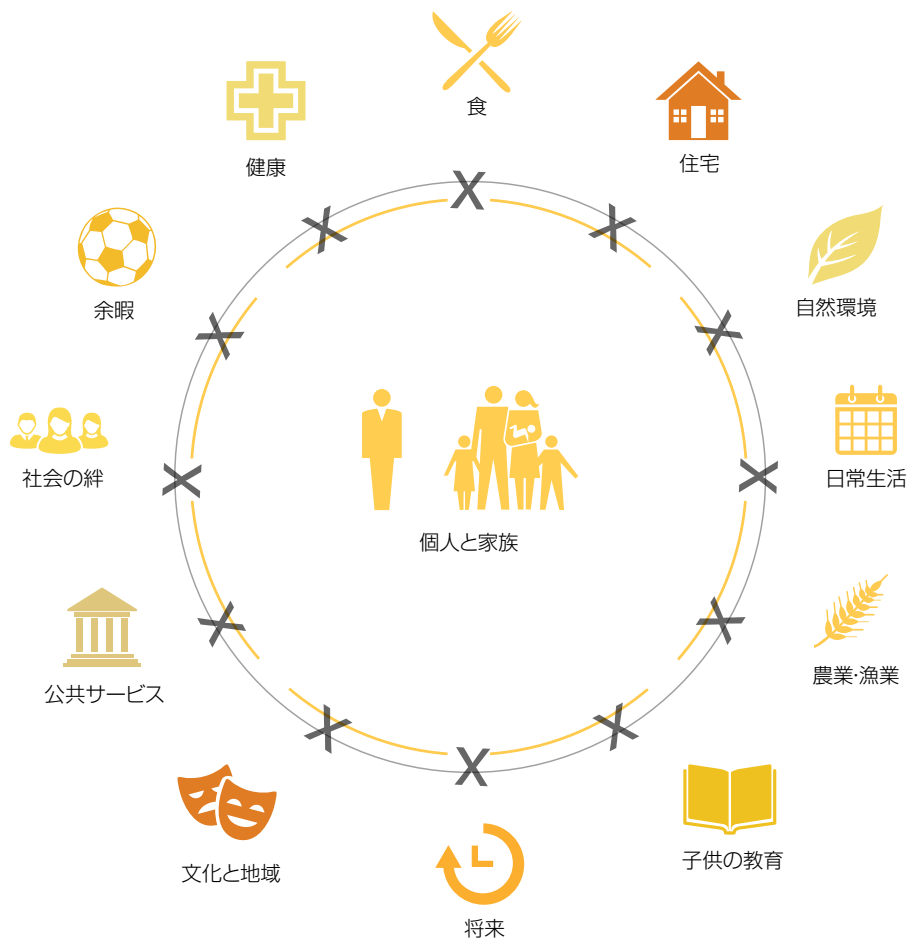 食
住宅
自然環境
日常生活
農業・漁業
子供の教育
将来
文化と地域
公共サービス
社会の絆
余暇
健康
X
X
X
X
X
X
X
X
X
X
X
X
個人と家族